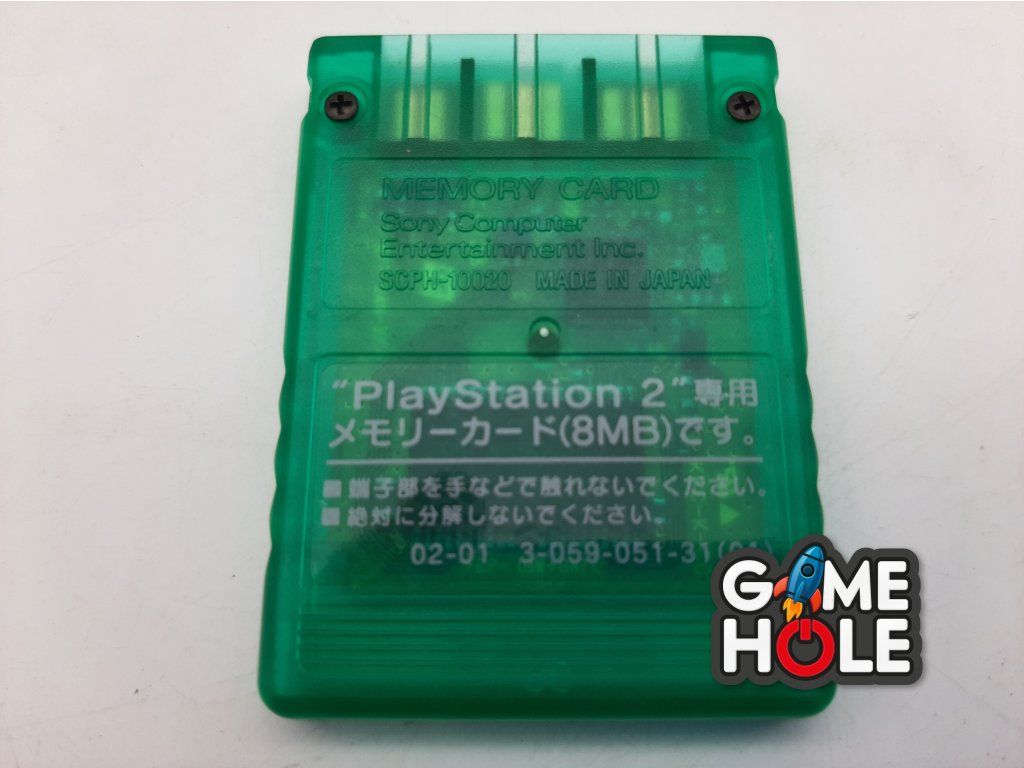 MEMORY CARD
Sony Computer
Entertainment Inc.
SCPH-10020 MADE IN JAPAN
"PlayStation 2"専用
メモリーカード(8MB)です。
■端子部を手などで触れないでください。
■絶対に分解しないでください。
02-01 3-059-051-31(01)
GAME
HOLE